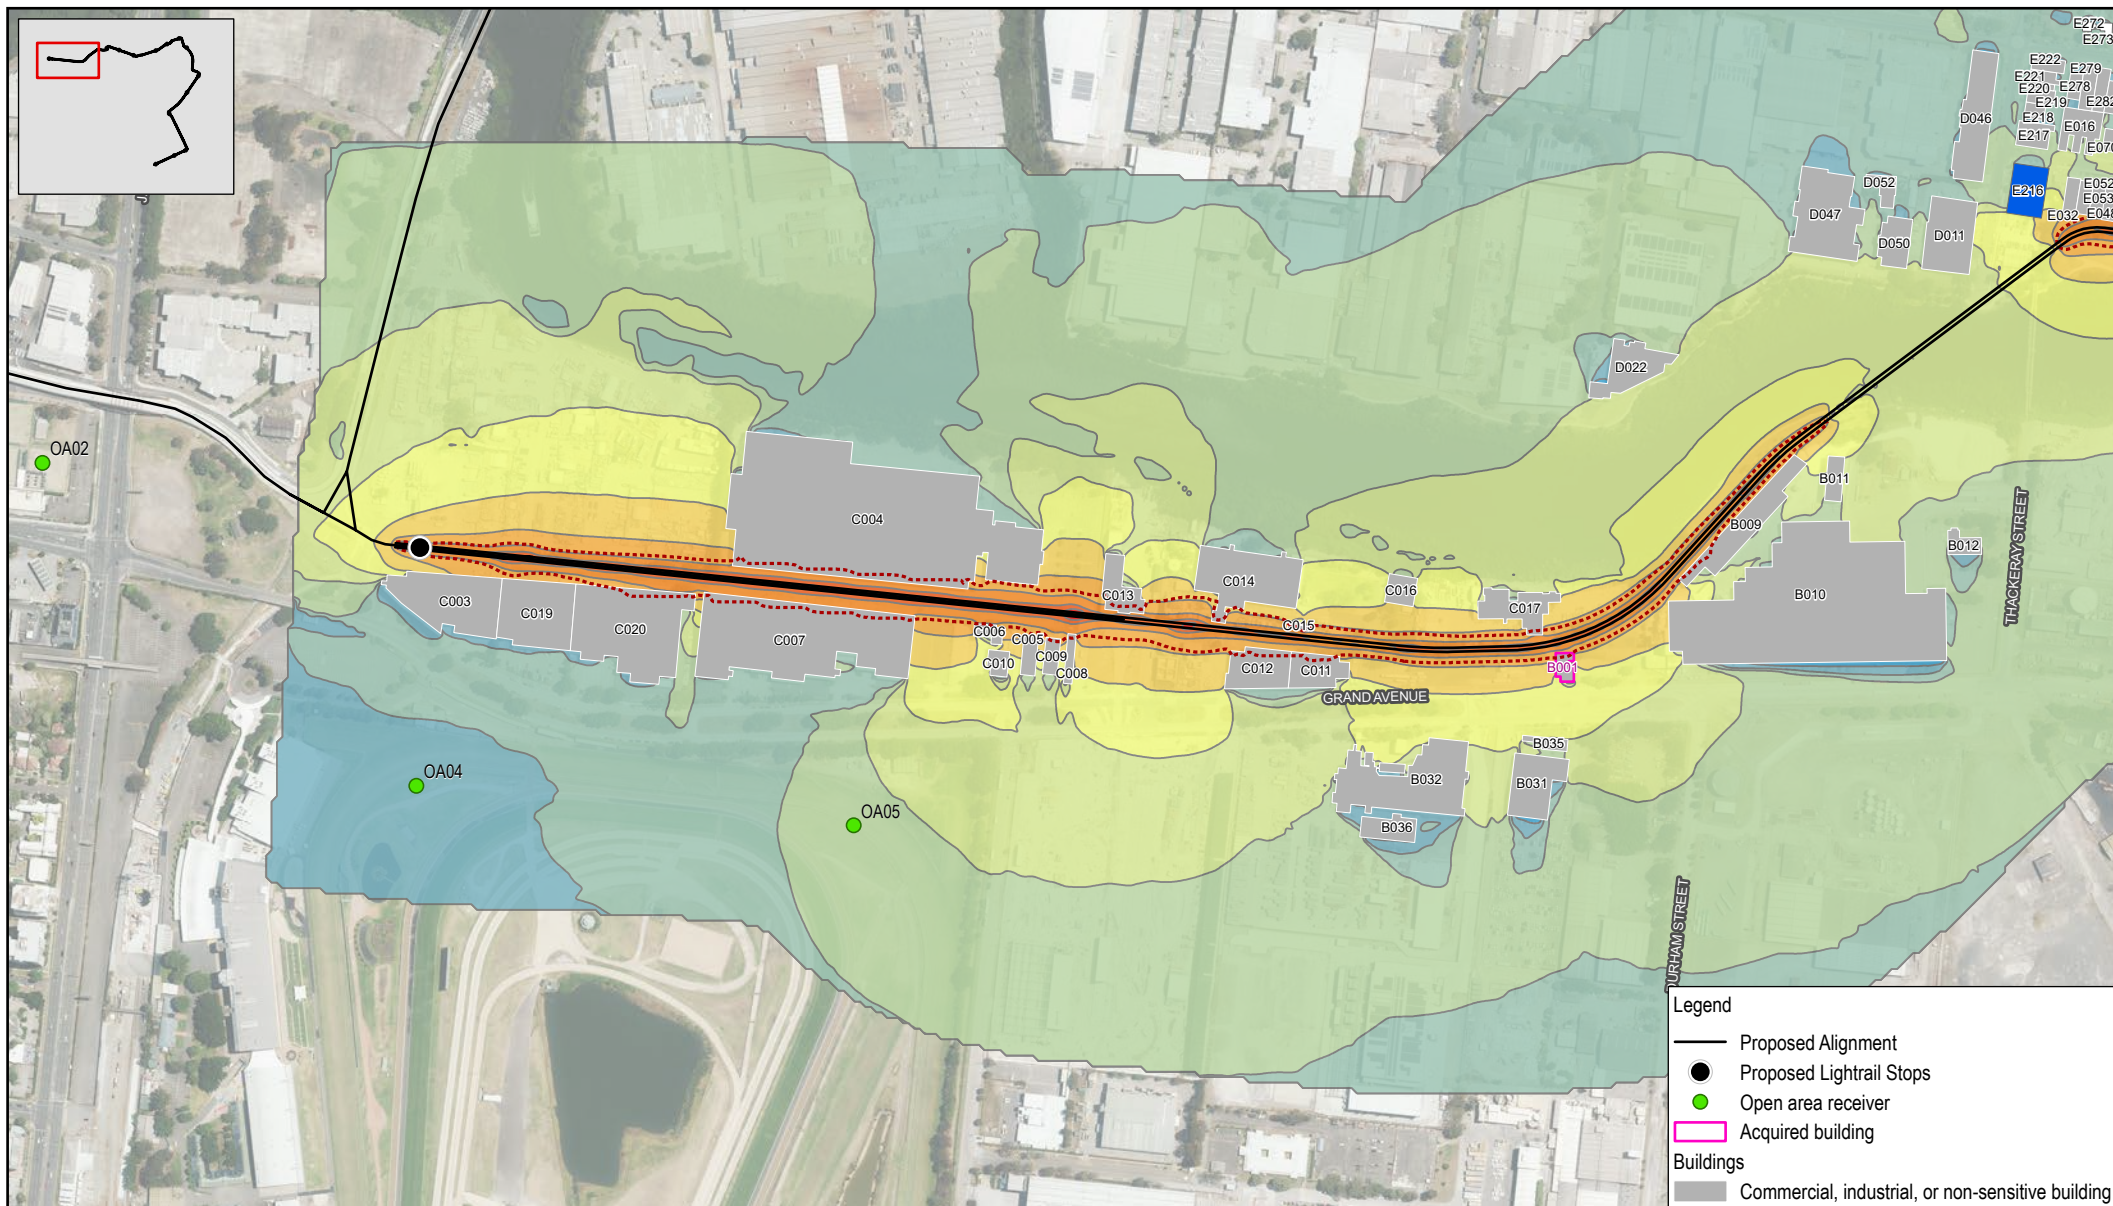 E272
E273
E222
E279
E221
E220
E278
E219
E282
E218
E016
E217
E070
D046
D052
E216
E052
E053
E032
E048
D047
D050
D011
D022
OA02
C004
B011
B009
B012
THACKERAY STREET
C003
C019
C020
C007
C006
C005
C010
C009
C008
C013
C014
C015
C016
C017
C012
C011
B001
B010
GRAND AVENUE
B035
B032
B031
B036
OA04
OA05
DURHAM STREET
Legend
Proposed Alignment
Proposed Lightrail Stops
Open area receiver
Acquired building
Buildings
Commercial, industrial, or non-sensitive building